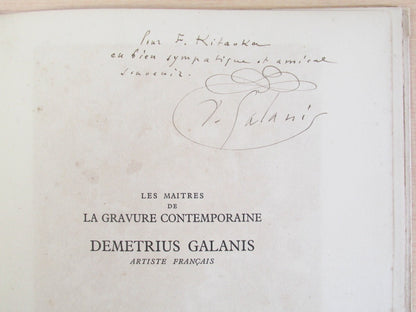 Pour F. Kitaoka
en bien sympathique et amical
souvenir.
D. Galanis
LES MAITRES
DE
LA GRAVURE CONTEMPORAINE
DEMETRIUS GALANIS
ARTISTE FRANÇAIS